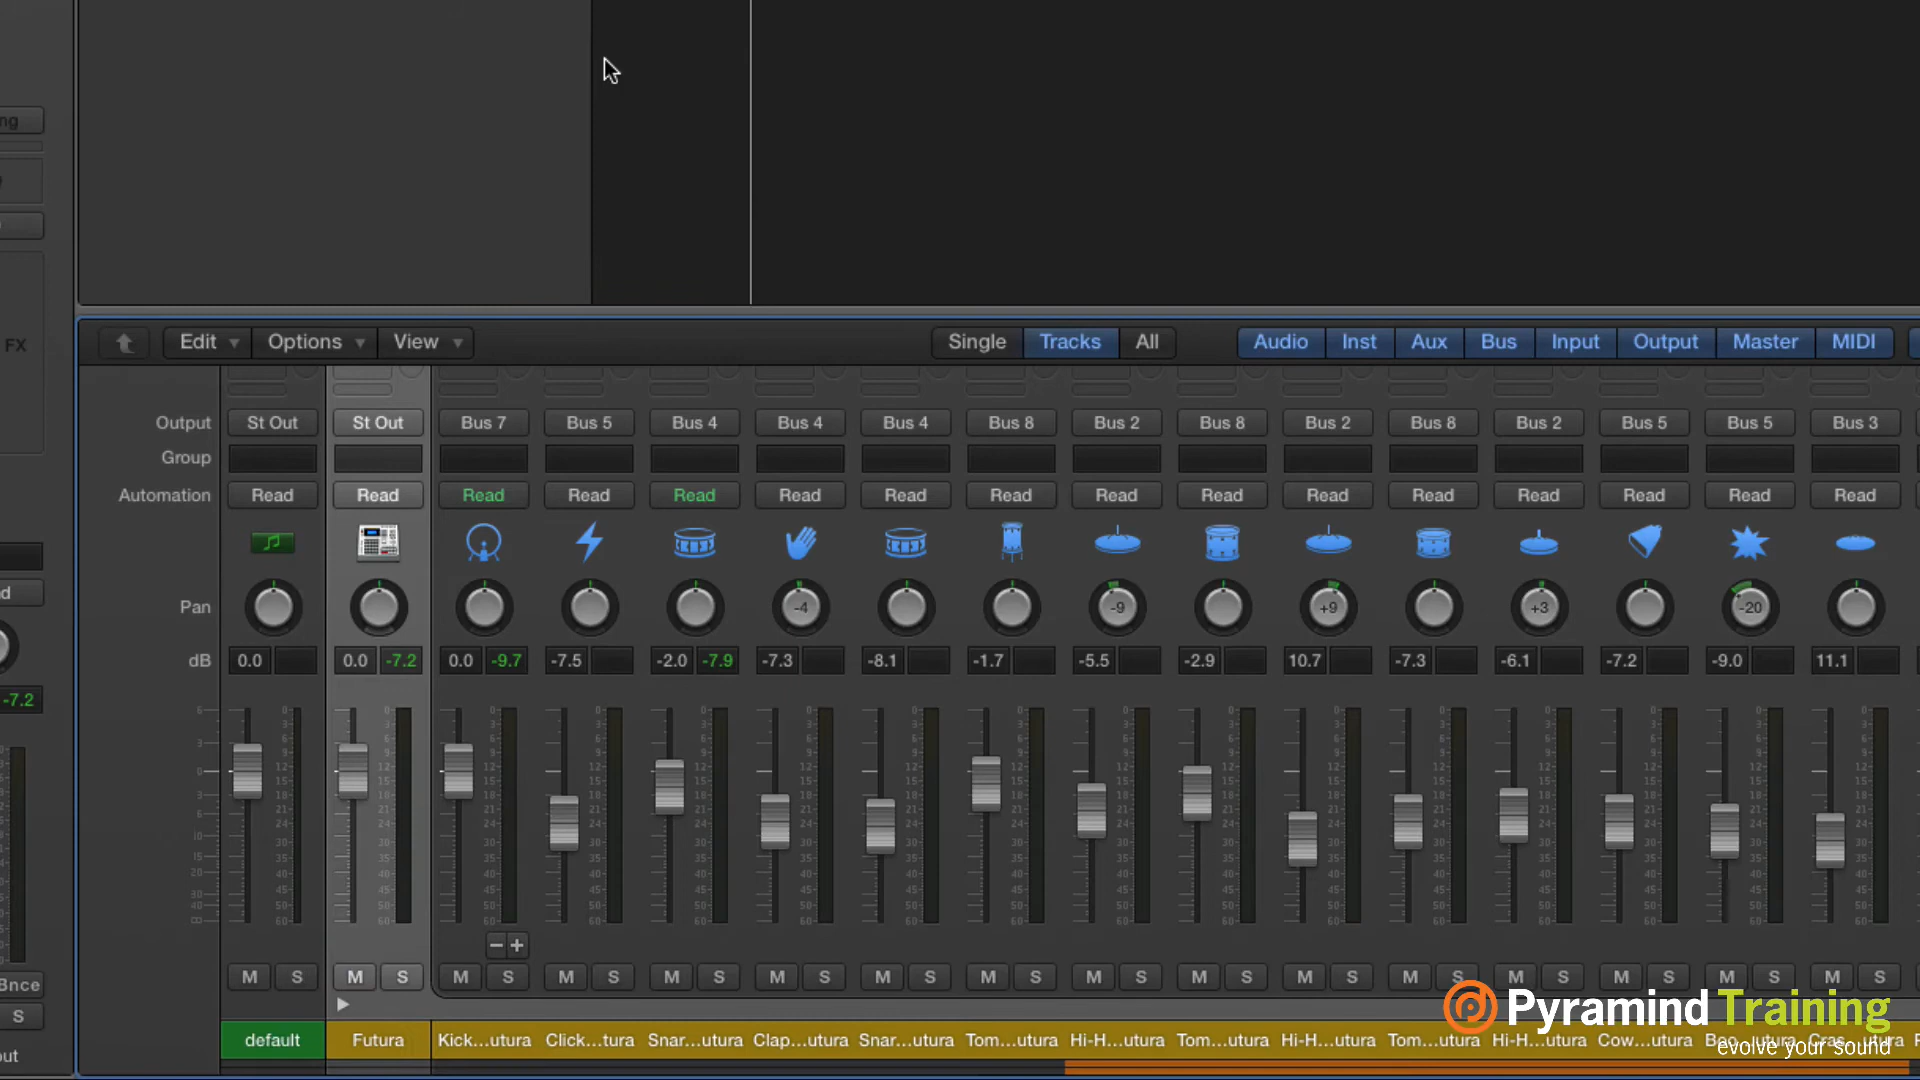 ng
FX
d
-7.2
Bnce
S
out
Edit Options View Single Tracks All Audio Inst Aux Bus Input Output Master MIDI
Output St Out St Out Bus 7 Bus 5 Bus 4 Bus 4 Bus 4 Bus 8 Bus 2 Bus 8 Bus 2 Bus 8 Bus 2 Bus 5 Bus 5 Bus 3
Group
Automation Read Read Read Read Read Read Read Read Read Read Read Read Read Read Read Read
Pan -4 -9 +9 +3 -20
dB 0.0 0.0 -7.2 0.0 -9.7 -7.5 -2.0 -7.9 -7.3 -8.1 -1.7 -5.5 -2.9 10.7 -7.3 -6.1 -7.2 -9.0 11.1
M S M S M S M S M S M S M S M S M S M S M S M S M S M S M S M S
default Futura Kick...utura Click...tura Snar...utura Clap...utura Snar...utura Tom...utura Hi-H...utura Tom...utura Hi-H...utura Tom...utura Hi-H...utura Cow...utura
Pyramind Training
evolve your sound